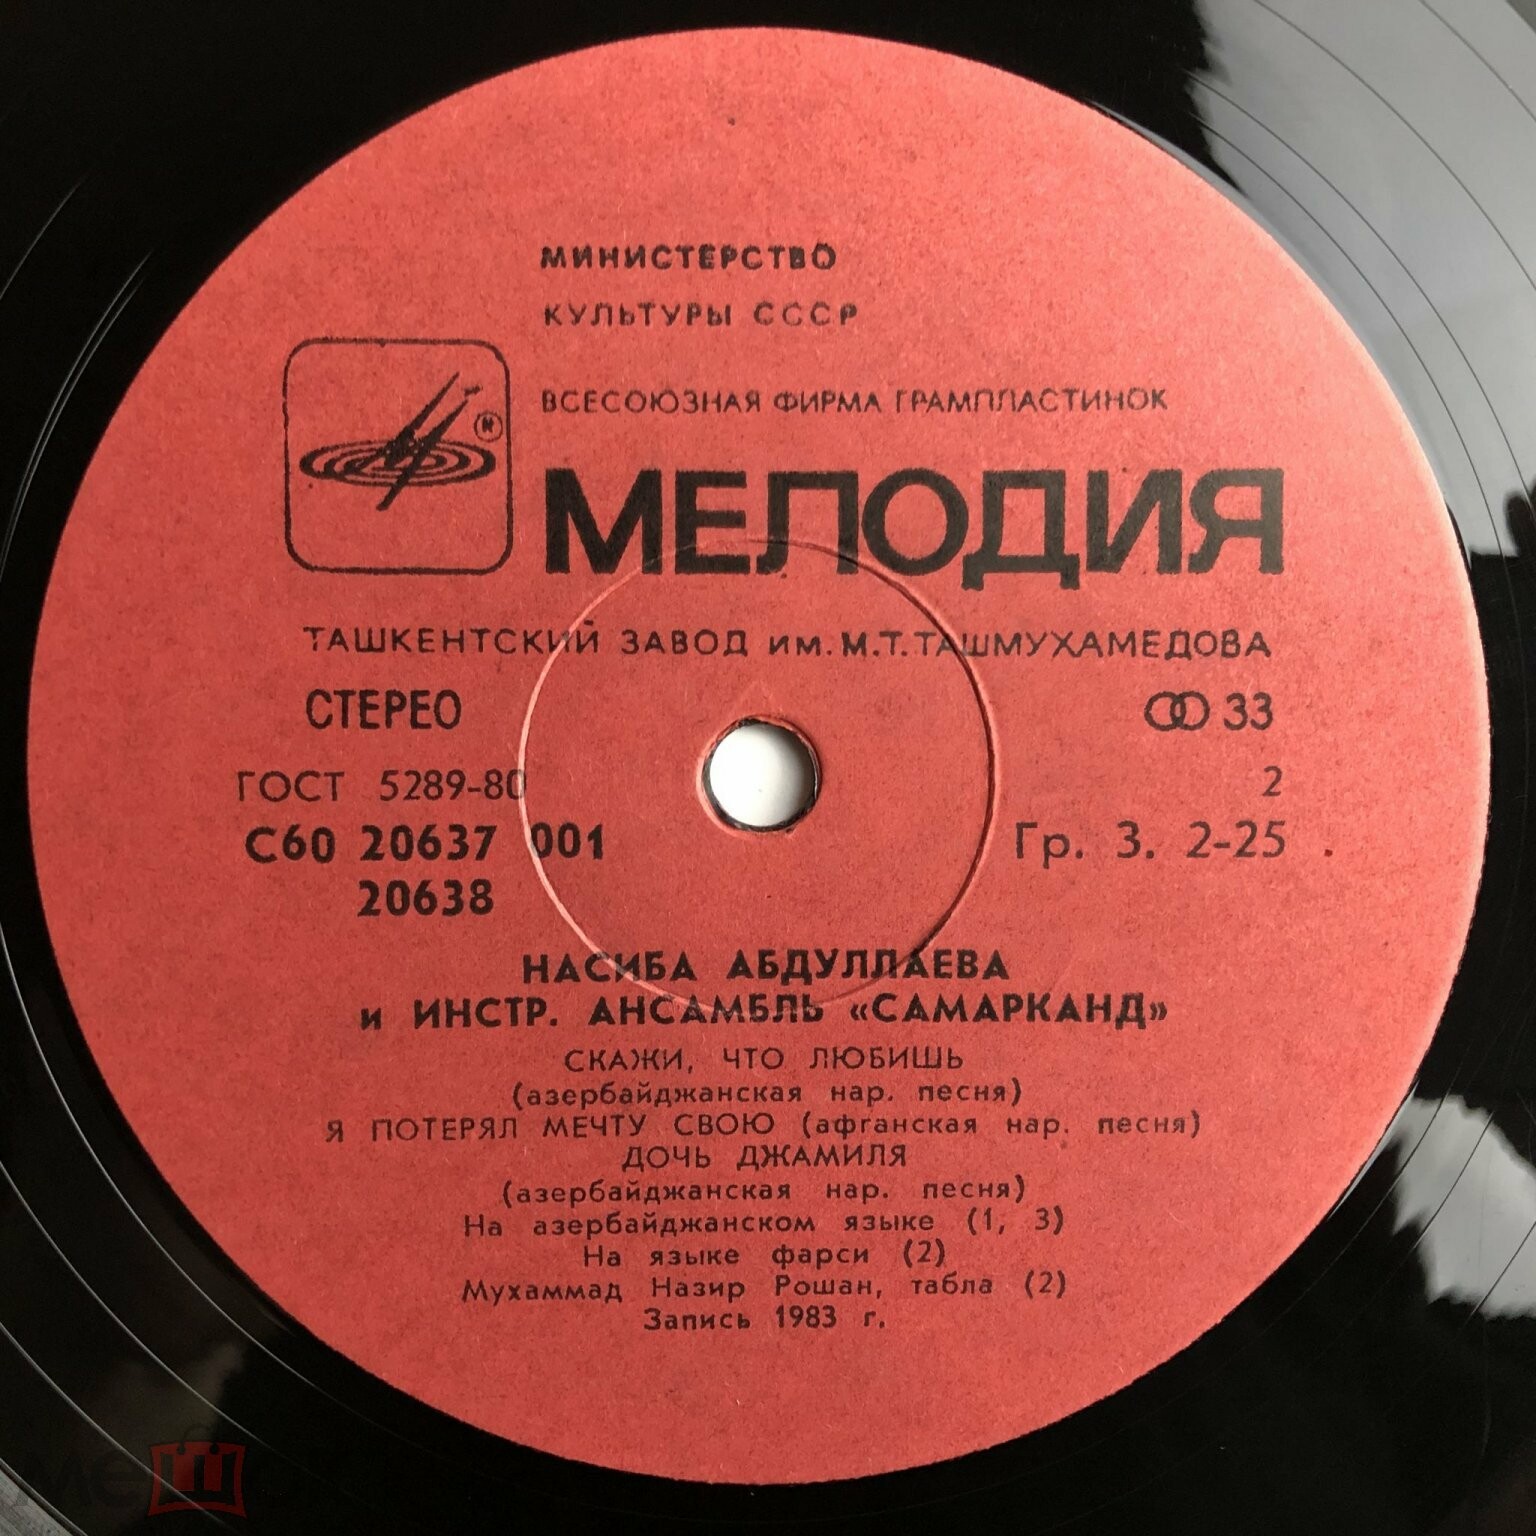 МИНИСТЕРСТВО
КУЛЬТУРЫ СССР
ВСЕСОЮЗНАЯ ФИРМА ГРАМПЛАСТИНОК
®
МЕЛОДИЯ
ТАШКЕНТСКИЙ ЗАВОД им. М.Т.ТАШМУХАМЕДОВА
СТЕРЕО 33
ГОСТ 5289-80 2
С60 20637 001 Гр. 3. 2-25
20638
НАСИБА АБДУЛЛАЕВА
и ИНСТР. АНСАМБЛЬ «САМАРКАНД»
СКАЖИ, ЧТО ЛЮБИШЬ
(азербайджанская нар. песня)
Я ПОТЕРЯЛ МЕЧТУ СВОЮ (афганская нар. песня)
ДОЧЬ ДЖАМИЛЯ
(азербайджанская нар. песня)
На азербайджанском языке (1, 3)
На языке фарси (2)
Мухаммад Назир Рошан, табла (2)
Запись 1983 г.